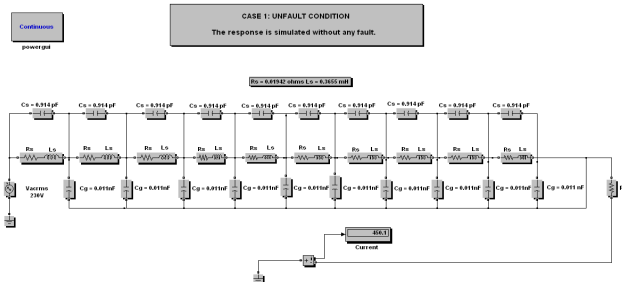 CASE 1: UNFAULT CONDITION
The response is simulated without any fault.
Continuous
powergui
Rs = 0.01942 ohms Ls = 0.3655 mH
Cs = 0.914 pF Cs = 0.914 pF Cs = 0.914 pF Cs = 0.914 pF Cs = 0.914 pF Cs = 0.914 pF Cs = 0.914 pF Cs = 0.914 pF Cs = 0.914 pF
Rs Ls Rs Ls Rs Ls Rs Ls Rs Ls Rs Ls Rs Ls Rs Ls Rs Ls
Vacrms
230V
Cg = 0.011nF Cg = 0.011nF Cg = 0.011nF Cg = 0.011nF Cg = 0.011nF Cg = 0.011nF Cg = 0.011nF Cg = 0.011nF Cg = 0.011 nF
450.1
Current